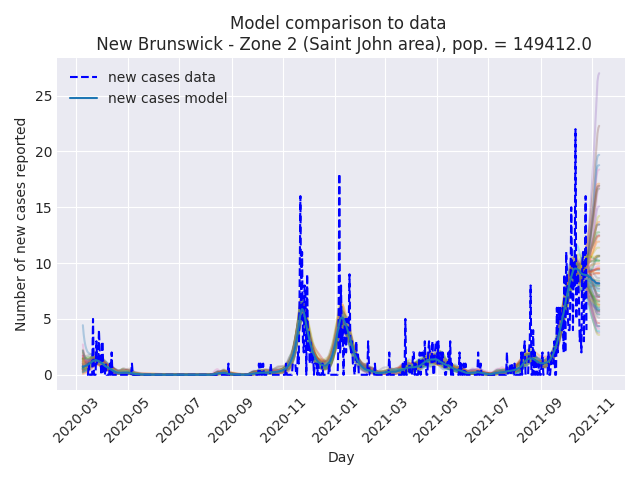 Model comparison to data
New Brunswick - Zone 2 (Saint John area), pop. = 149412.0
new cases data
new cases model
Number of new cases reported
25
20
15
10
5
0
2020-03
2020-05
2020-07
2020-09
2020-11
2021-01
2021-03
2021-05
2021-07
2021-09
2021-11
Day